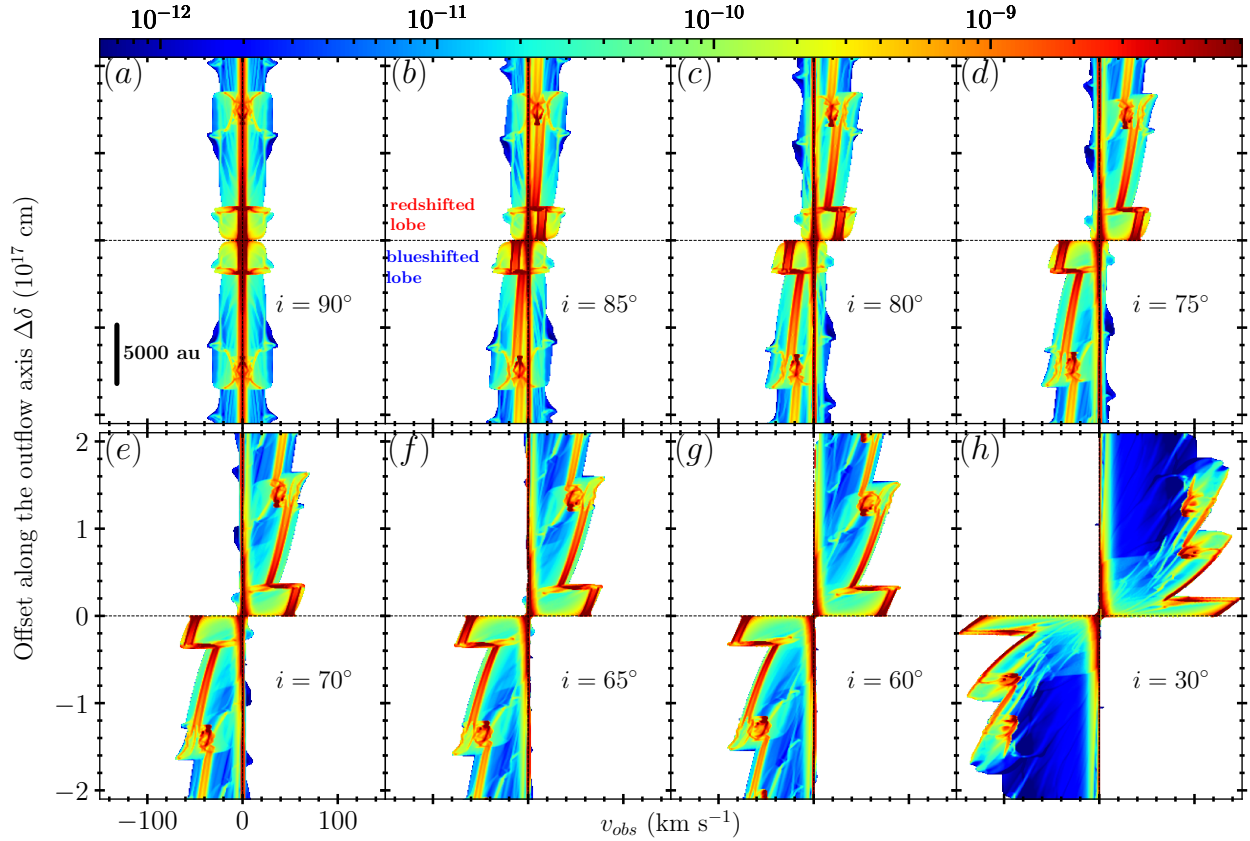 10⁻¹² 10⁻¹¹ 10⁻¹⁰ 10⁻⁹
(a) (b) (c) (d)
redshifted
lobe
blueshifted
lobe
i = 90° i = 85° i = 80° i = 75°
5000 au
Offset along the outflow axis Δδ (10¹⁷ cm)
(e) (f) (g) (h)
2
1
0
i = 70° i = 65° i = 60° i = 30°
−1
−2
−100 0 100
v_obs (km s⁻¹)